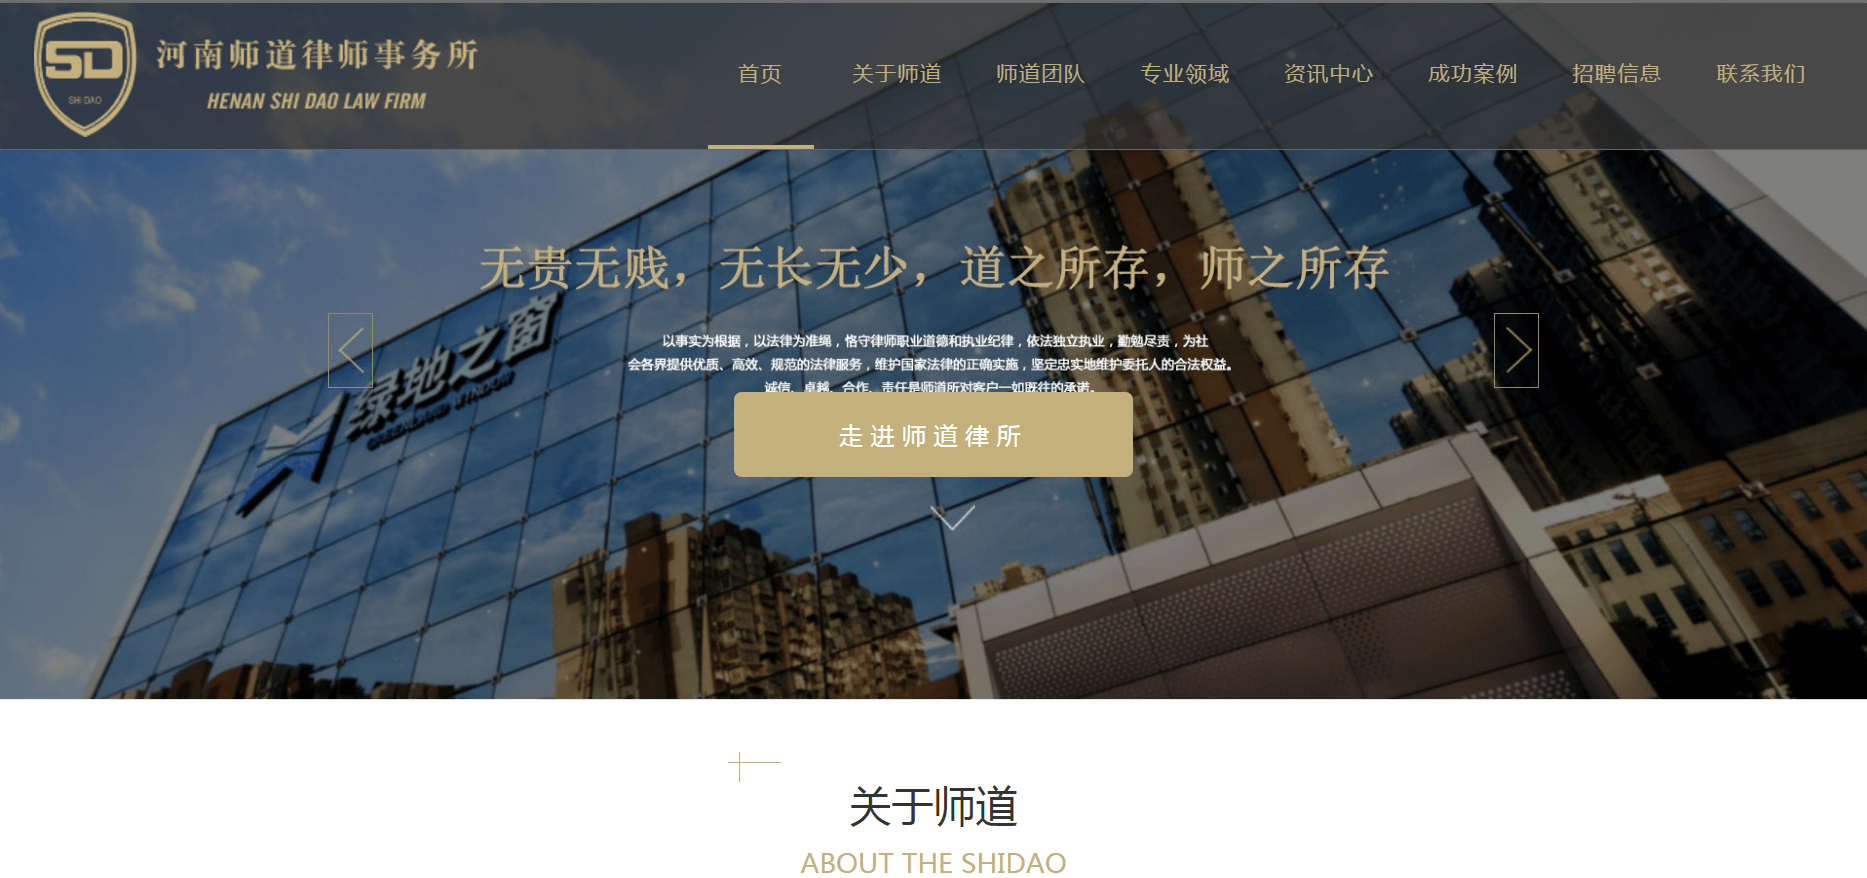 SD
SHI DAO
河南师道律师事务所
HENAN SHI DAO LAW FIRM
首页
关于师道
师道团队
专业领域
资讯中心
成功案例
招聘信息
联系我们
无贵无贱，无长无少，道之所存，师之所存
以事实为根据，以法律为准绳，恪守律师职业道德和执业纪律，依法独立执业，勤勉尽责，为社
会各界提供优质、高效、规范的法律服务，维护国家法律的正确实施，坚定忠实地维护委托人的合法权益。
诚信、卓越、合作、责任是师道所对客户一如既往的承诺。
绿地之窗
GREENLAND WINDOW
走进师道律所
关于师道
ABOUT THE SHIDAO